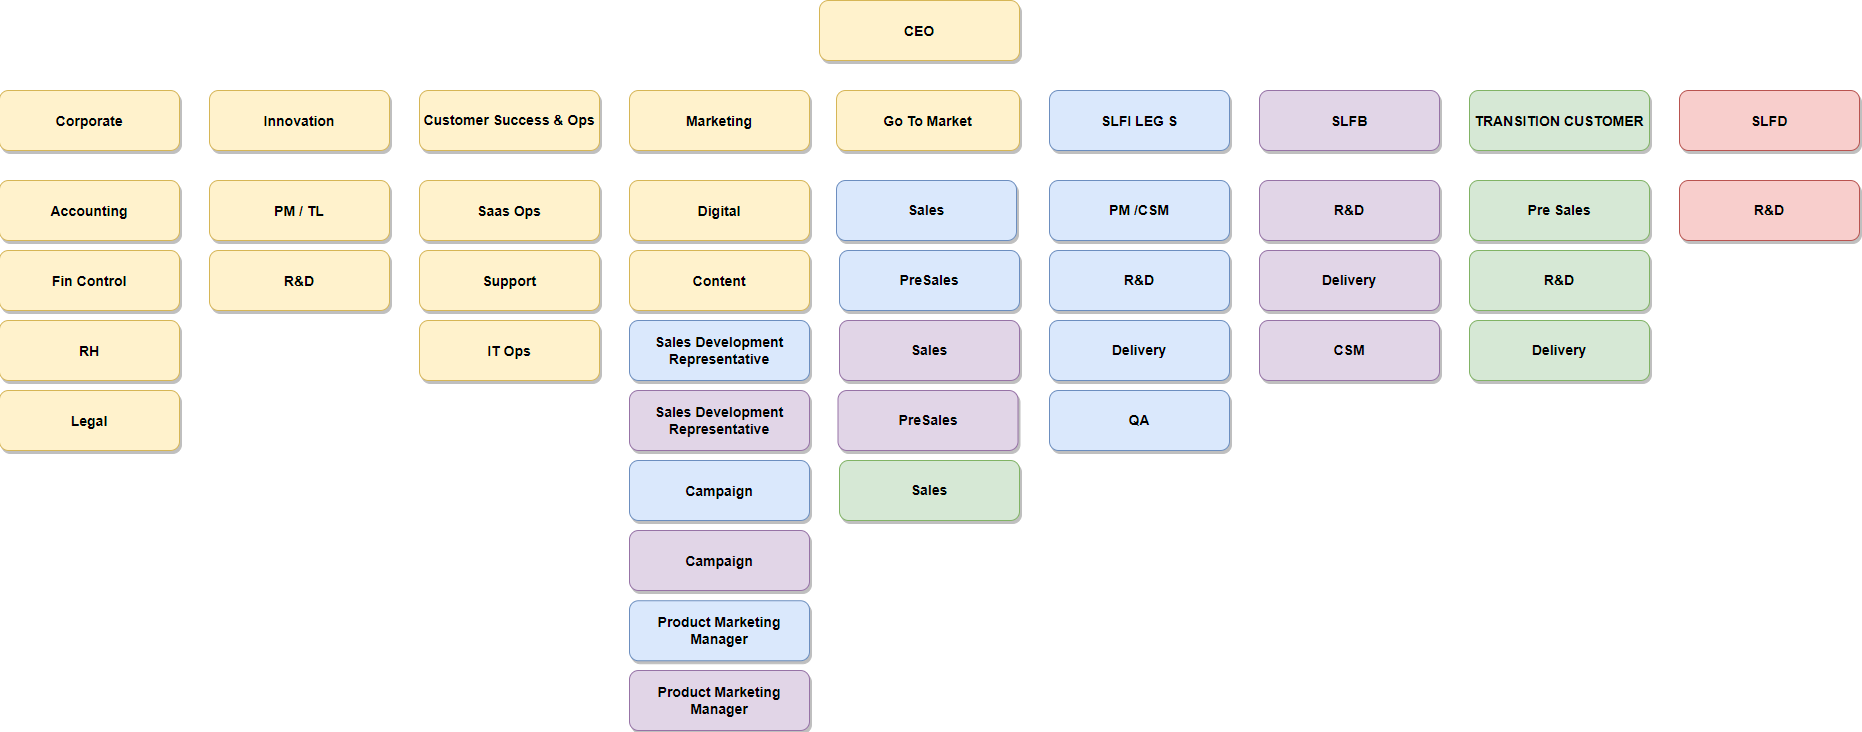 CEO
Corporate
Innovation
Customer Success & Ops
Marketing
Go To Market
SLFI LEG S
SLFB
TRANSITION CUSTOMER
SLFD
Accounting
PM / TL
Saas Ops
Digital
Sales
PM /CSM
R&D
Pre Sales
R&D
Fin Control
R&D
Support
Content
PreSales
R&D
Delivery
R&D
RH
IT Ops
Sales Development
Representative
Sales
Delivery
CSM
Delivery
Legal
Sales Development
Representative
PreSales
QA
Campaign
Sales
Campaign
Product Marketing
Manager
Product Marketing
Manager